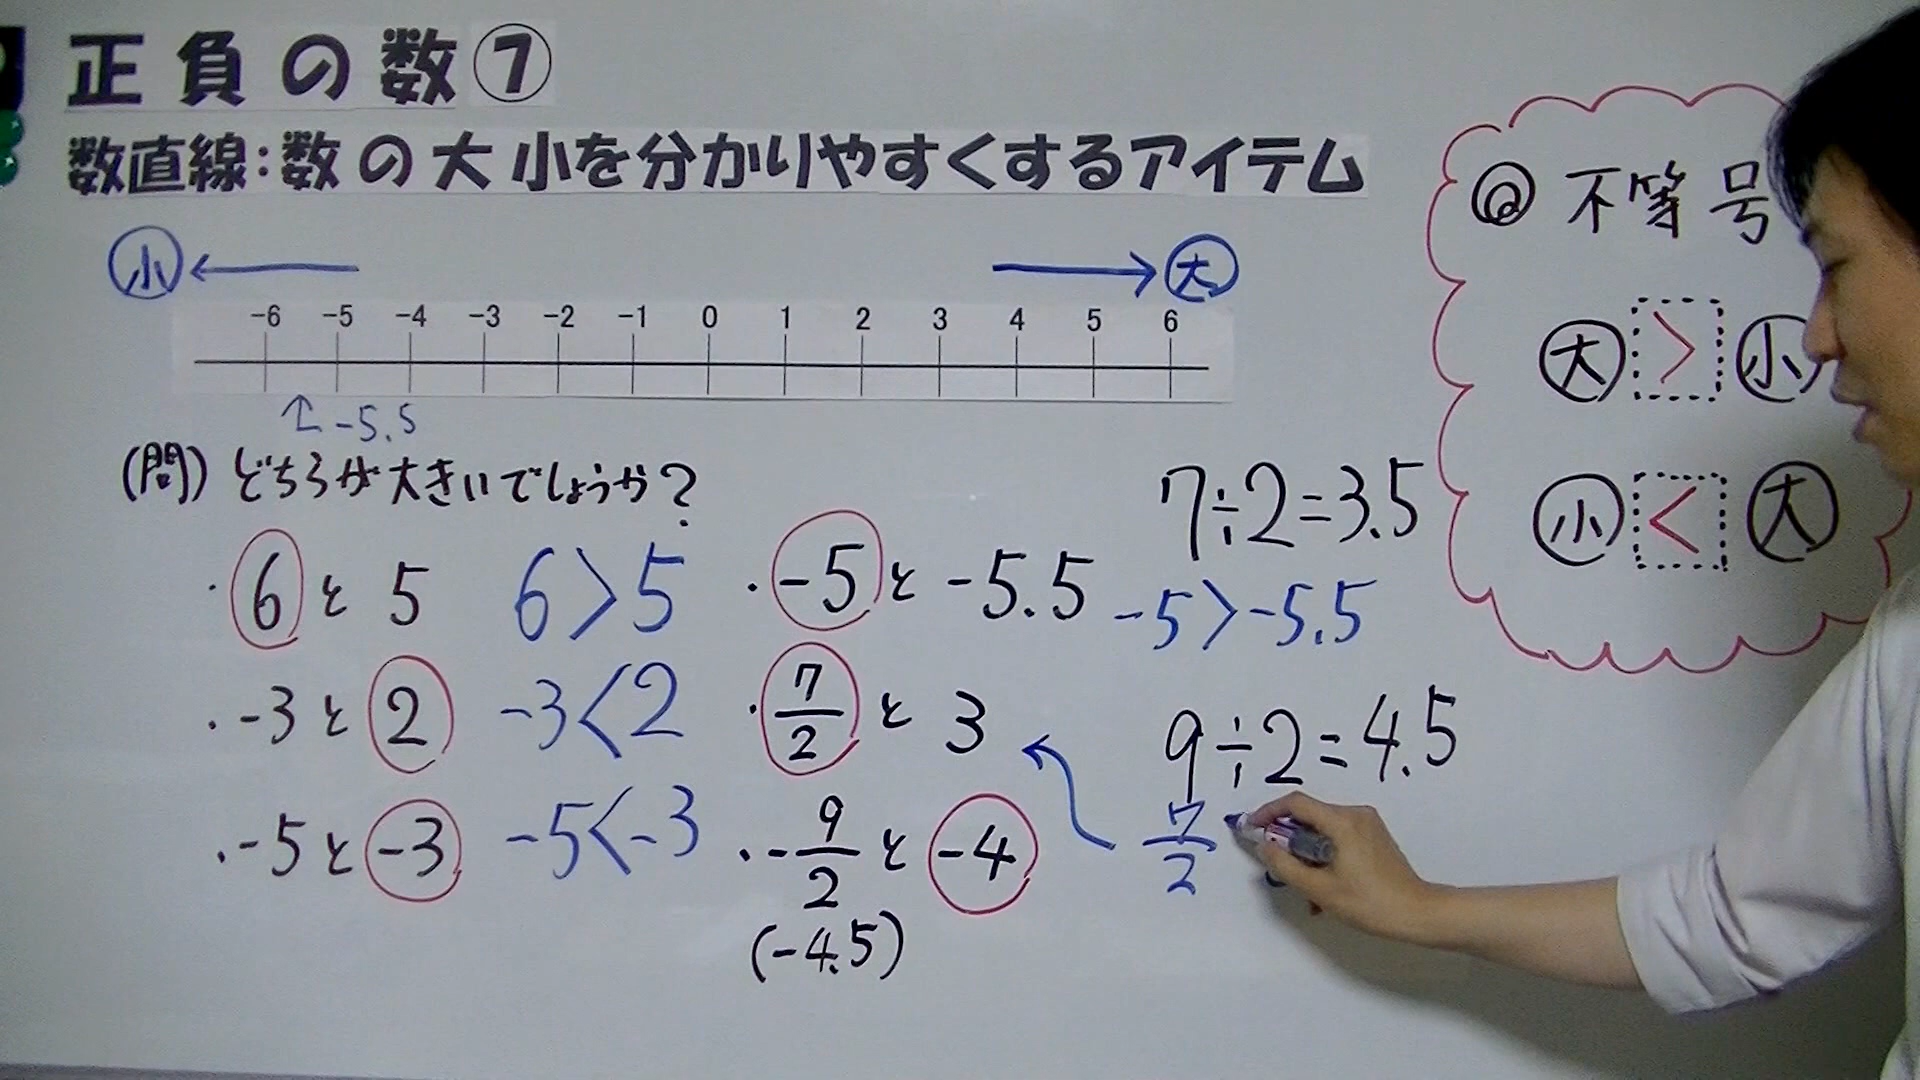 正負の数⑦
数直線:数の大小を分かりやすくするアイテム
小 ← → 大
-6 -5 -4 -3 -2 -1 0 1 2 3 4 5 6
↑ -5.5
(問) どちらが大きいでしょうか?
・6 と 5 6 > 5
・-3 と 2 -3 < 2
・-5 と -3 -5 < -3
・-5 と -5.5 -5 > -5.5
・7/2 と 3
・-9/2 と -4
(-4.5)
7÷2=3.5
9÷2=4.5
7/2
◎ 不等号
大 > 小
小 < 大